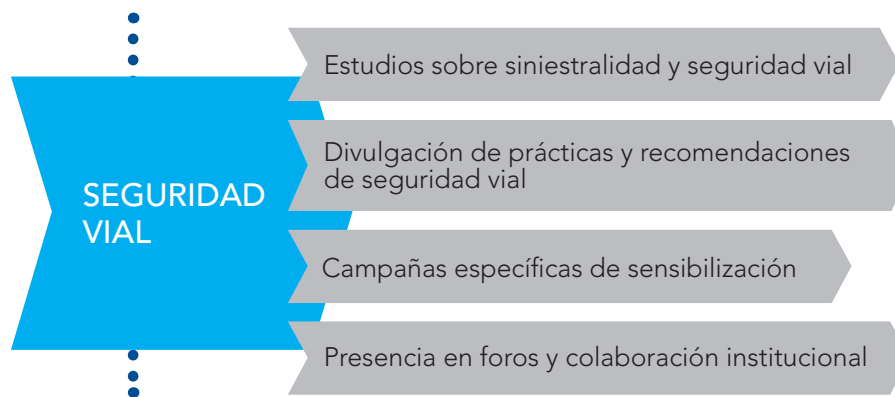 SEGURIDAD
VIAL
Estudios sobre siniestralidad y seguridad vial
Divulgación de prácticas y recomendaciones
de seguridad vial
Campañas específicas de sensibilización
Presencia en foros y colaboración institucional